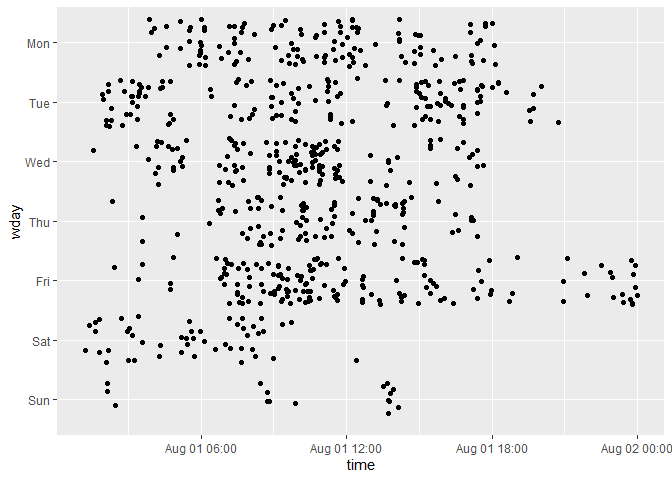 Mon
Tue
Wed
Thu
Fri
Sat
Sun
wday
Aug 01 06:00
Aug 01 12:00
Aug 01 18:00
Aug 02 00:00
time